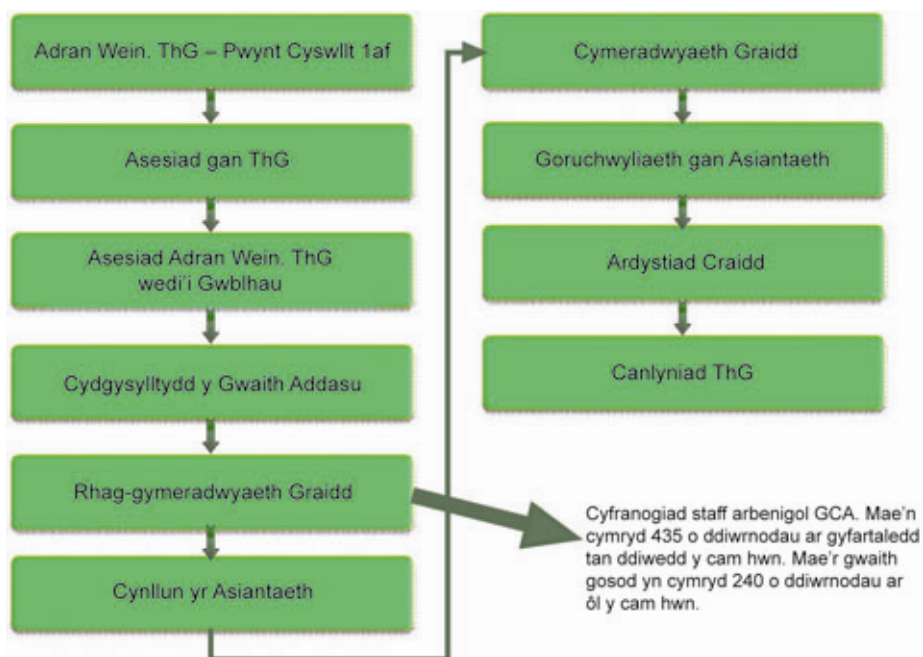 Adran Wein. ThG – Pwynt Cyswllt 1af
Asesiad gan ThG
Asesiad Adran Wein. ThG
wedi'i Gwblhau
Cydgysylltydd y Gwaith Addasu
Rhag-gymeradwyaeth Graidd
Cynllun yr Asiantaeth
Cymeradwyaeth Graidd
Goruchwyliaeth gan Asiantaeth
Ardystiad Craidd
Canlyniad ThG
Cyfranogiad staff arbenigol GCA. Mae'n
cymryd 435 o ddiwrnodau ar gyfartaledd
tan ddiwedd y cam hwn. Mae'r gwaith
gosod yn cymryd 240 o ddiwrnodau ar
ôl y cam hwn.